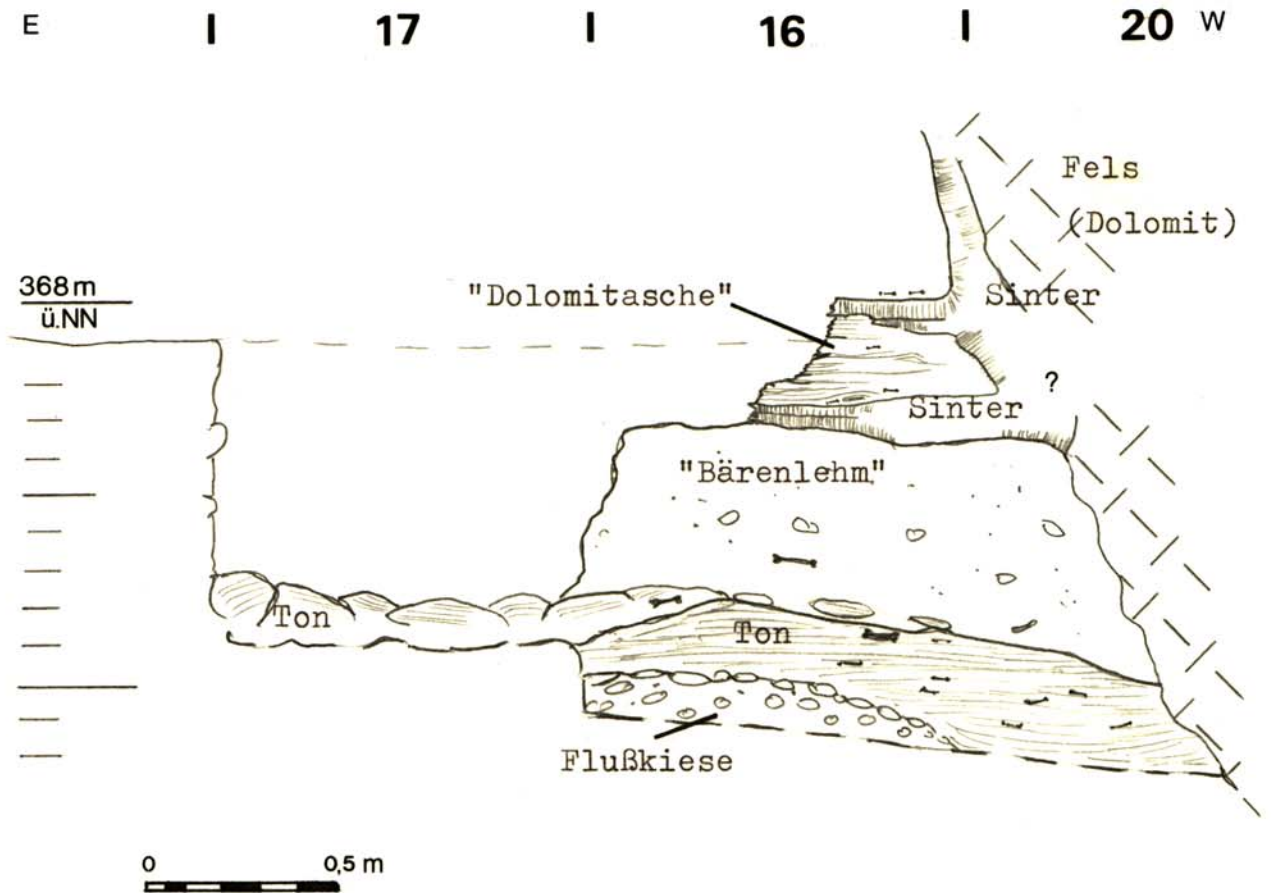 E I 17 I 16 I 20 W
Fels
(Dolomit)
368 m
ü.NN
"Dolomitasche"
Sinter
?
Sinter
"Bärenlehm"
Ton
Ton
Flußkiese
0 0,5 m